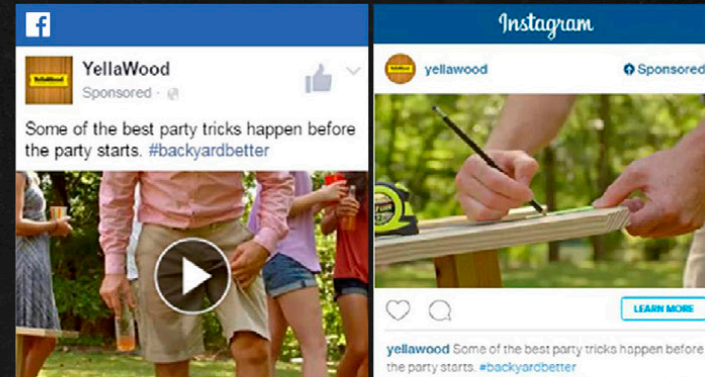 f
YellaWood
Sponsored ·
Some of the best party tricks happen before
the party starts. #backyardbetter
YellaWood
Instagram
yellawood
Sponsored
LEARN MORE
yellawood Some of the best party tricks happen before
the party starts. #backyardbetter